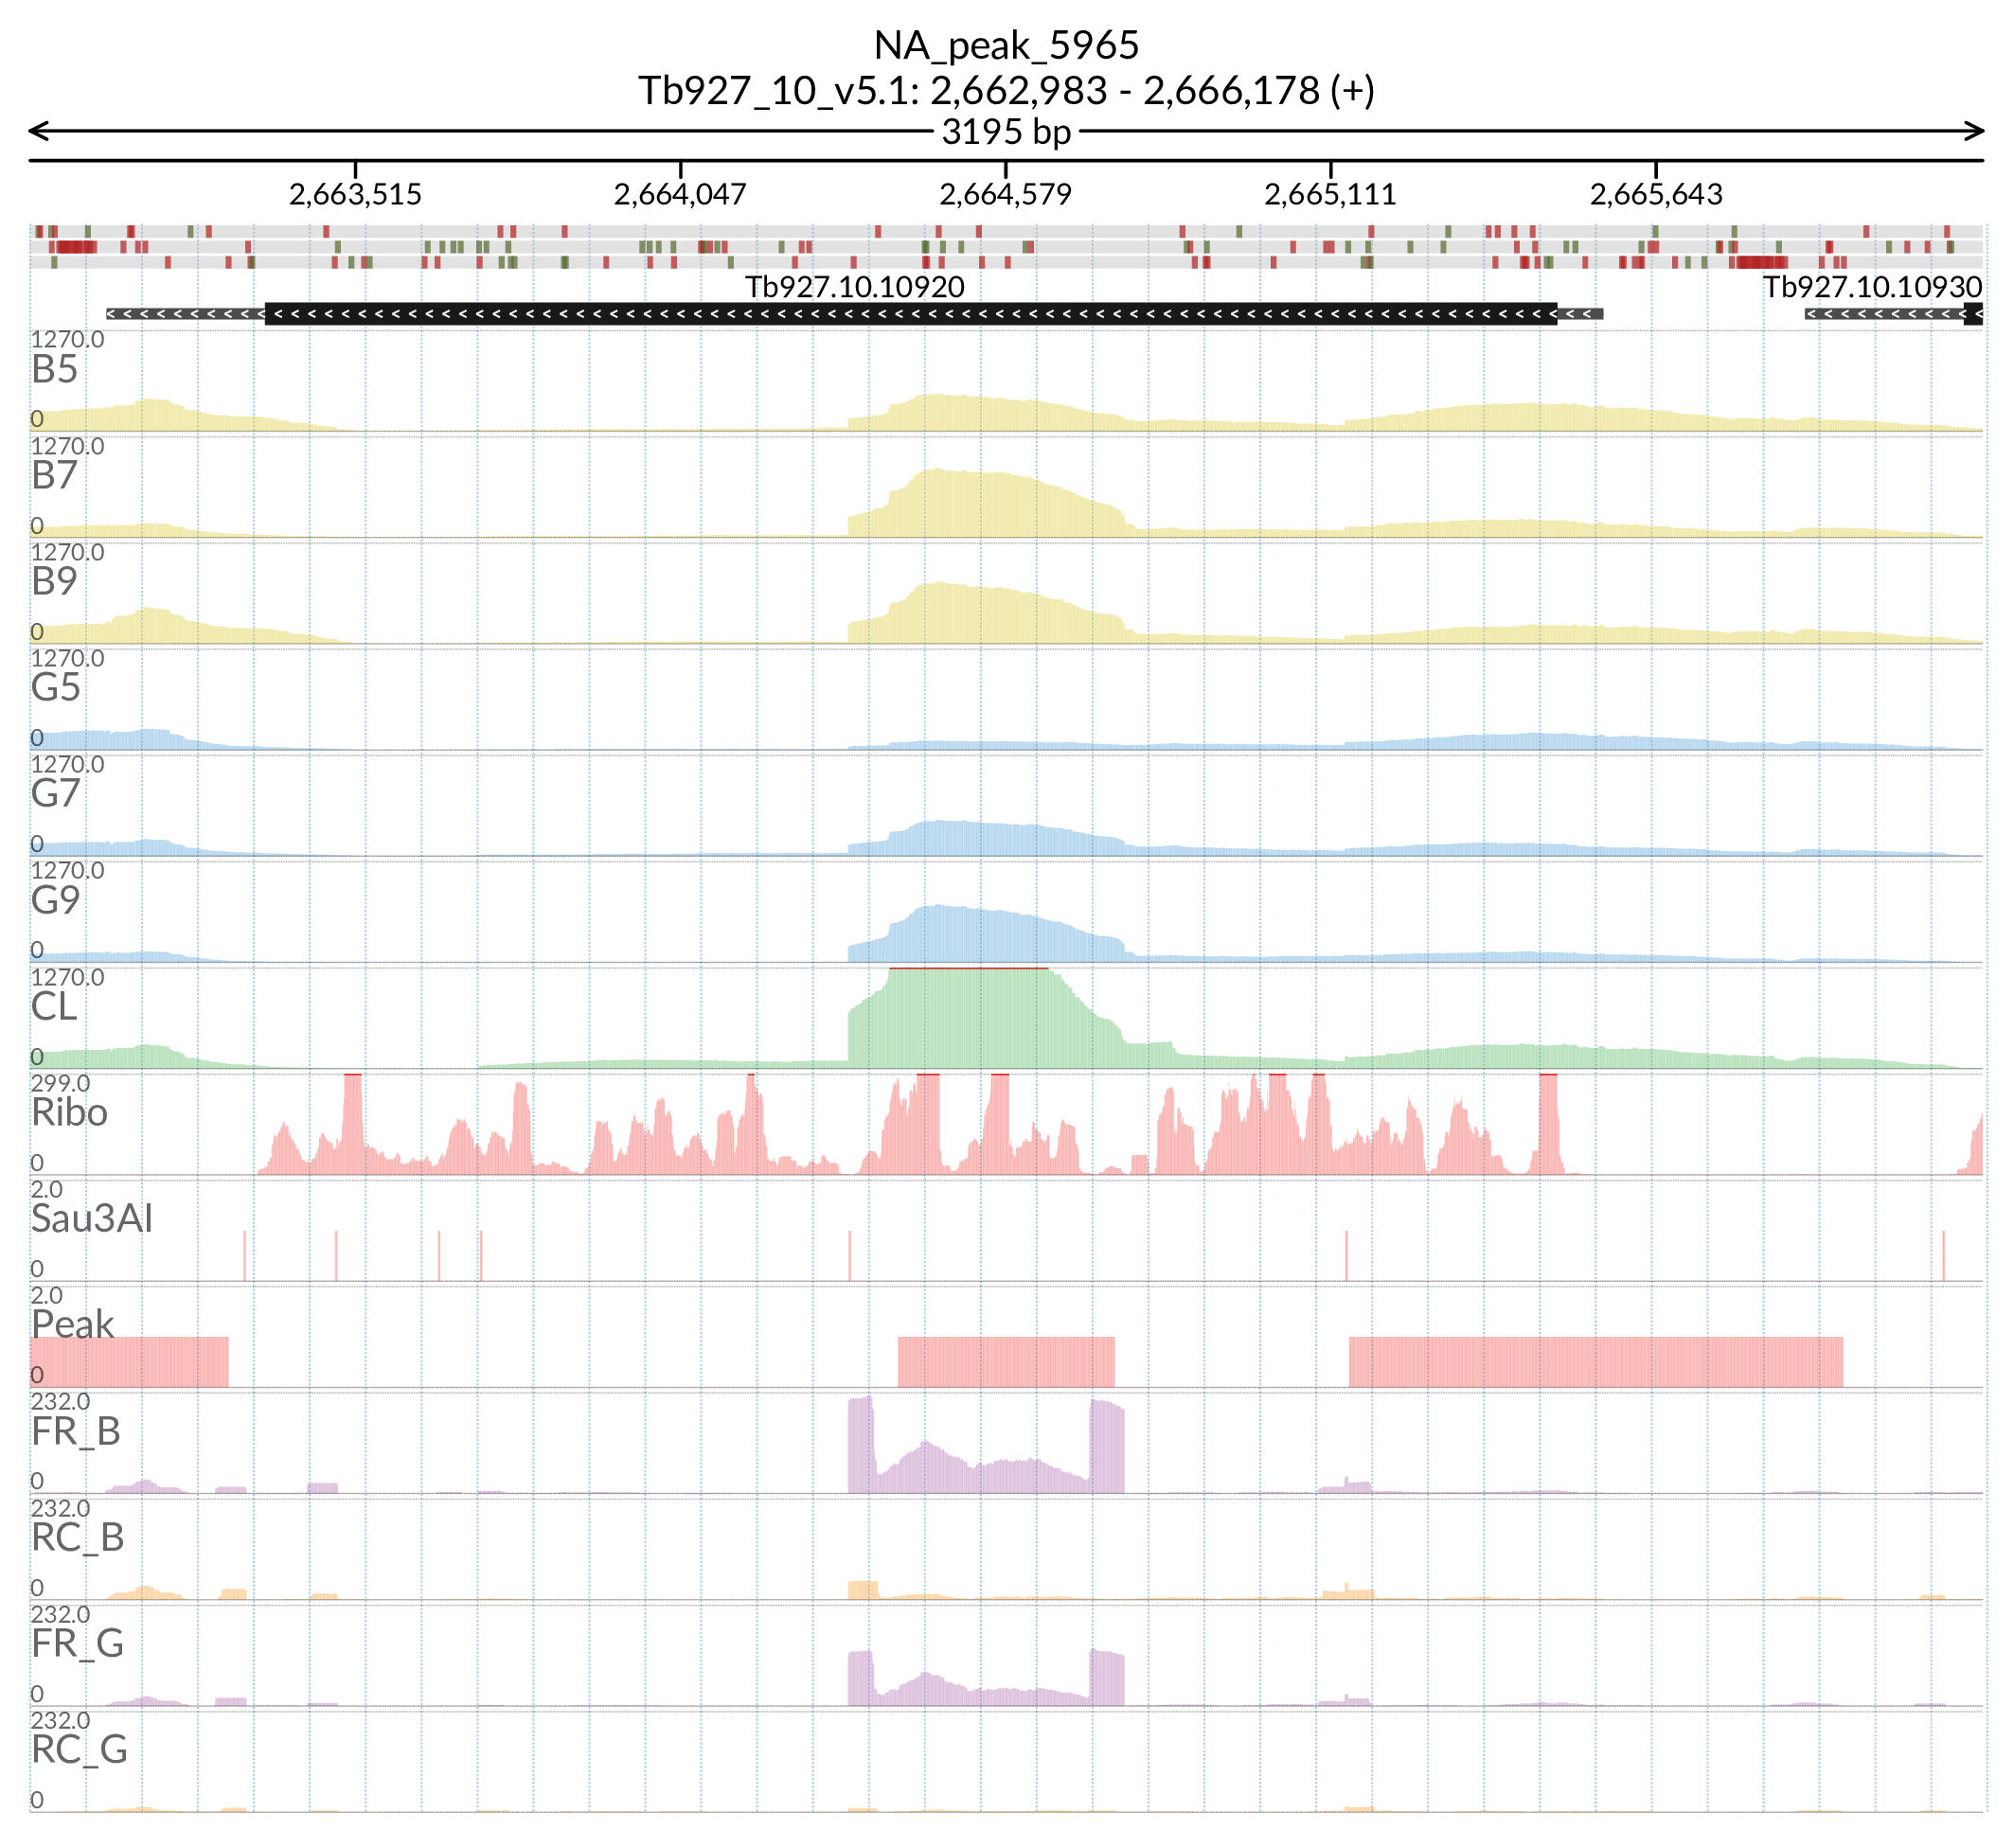 NA_peak_5965
Tb927_10_v5.1: 2,662,983 - 2,666,178 (+)
3195 bp
2,663,515 2,664,047 2,664,579 2,665,111 2,665,643
Tb927.10.10920 Tb927.10.10930
1270.0
B5
0
1270.0
B7
0
1270.0
B9
0
1270.0
G5
0
1270.0
G7
0
1270.0
G9
0
1270.0
CL
0
299.0
Ribo
0
2.0
Sau3AI
0
2.0
Peak
0
232.0
FR_B
0
232.0
RC_B
0
232.0
FR_G
0
232.0
RC_G
0